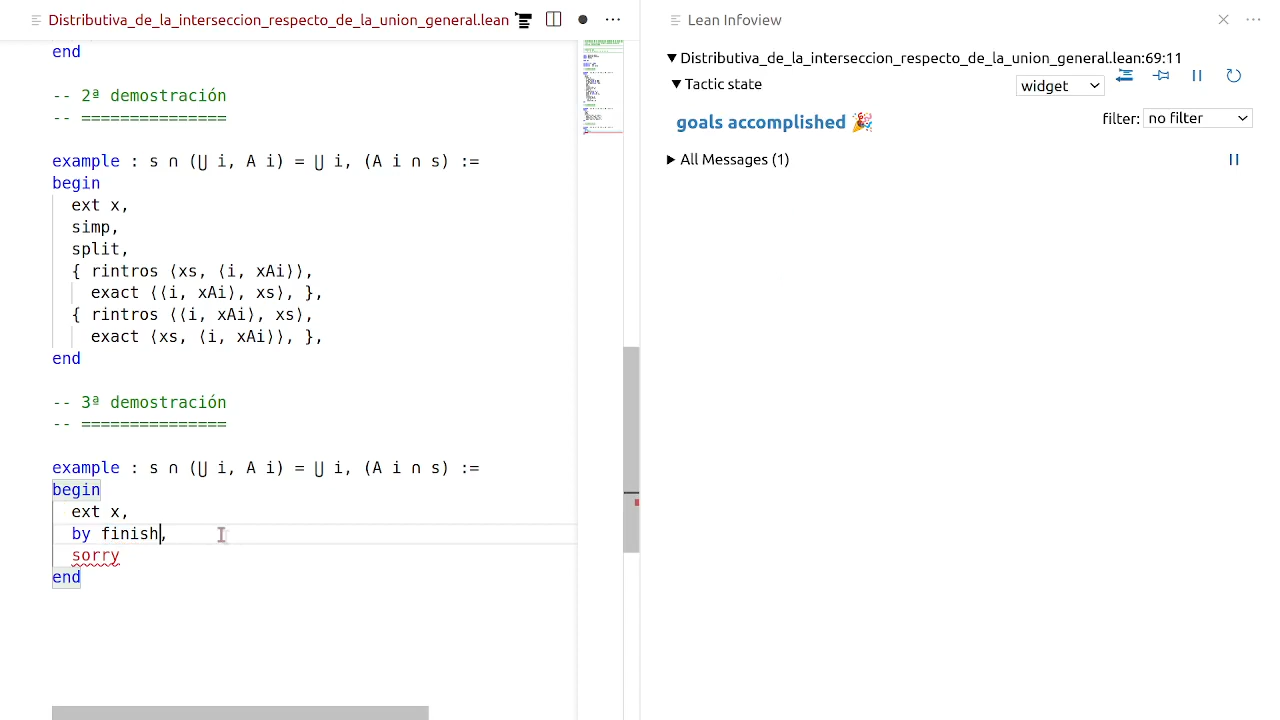 Distributiva_de_la_interseccion_respecto_de_la_union_general.lean
end
-- 2ª demostración
-- ===============
example : s ∩ (⋃ i, A i) = ⋃ i, (A i ∩ s) :=
begin
  ext x,
  simp,
  split,
  { rintros ⟨xs, ⟨i, xAi⟩⟩,
    exact ⟨⟨i, xAi⟩, xs⟩, },
  { rintros ⟨⟨i, xAi⟩, xs⟩,
    exact ⟨xs, ⟨i, xAi⟩⟩, },
end
-- 3ª demostración
-- ===============
example : s ∩ (⋃ i, A i) = ⋃ i, (A i ∩ s) :=
begin
  ext x,
  by finish,
  sorry
end
Lean Infoview
▼Distributiva_de_la_interseccion_respecto_de_la_union_general.lean:69:11
▼Tactic state
widget
goals accomplished 🎉
filter: no filter
▶ All Messages (1)